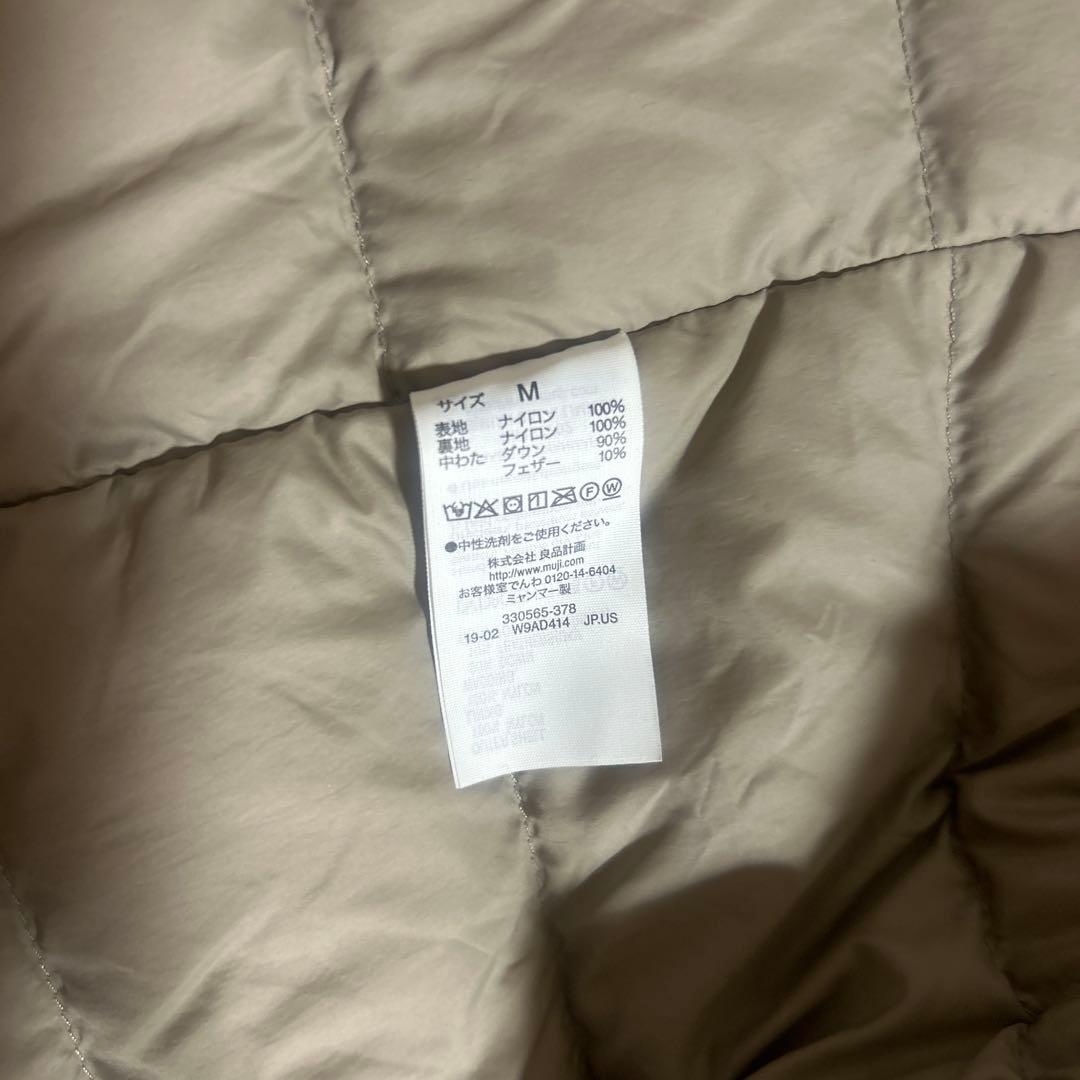 サイズ M
表地 ナイロン 100%
裏地 ナイロン 100%
中わた ダウン 90%
フェザー 10%
F W
●中性洗剤をご使用ください。
株式会社 良品計画
http://www.muji.com
お客様室でんわ 0120-14-6404
ミャンマー製
330565-378
19-02 W9AD414 JP.US